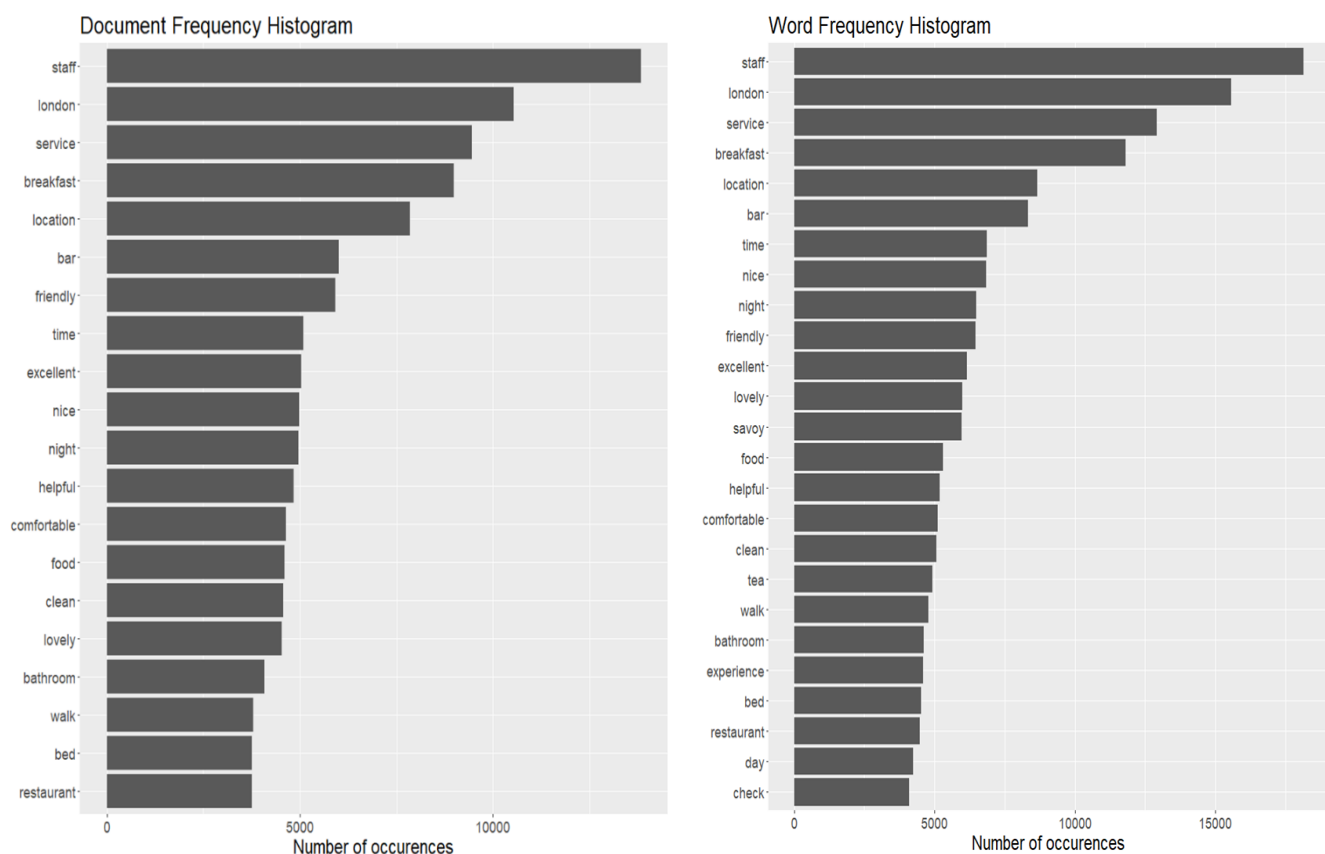 Document Frequency Histogram
staff
london
service
breakfast
location
bar
friendly
time
excellent
nice
night
helpful
comfortable
food
clean
lovely
bathroom
walk
bed
restaurant
0 5000 10000
Number of occurences
Word Frequency Histogram
staff
london
service
breakfast
location
bar
time
nice
night
friendly
excellent
lovely
savoy
food
helpful
comfortable
clean
tea
walk
bathroom
experience
bed
restaurant
day
check
0 5000 10000 15000
Number of occurences